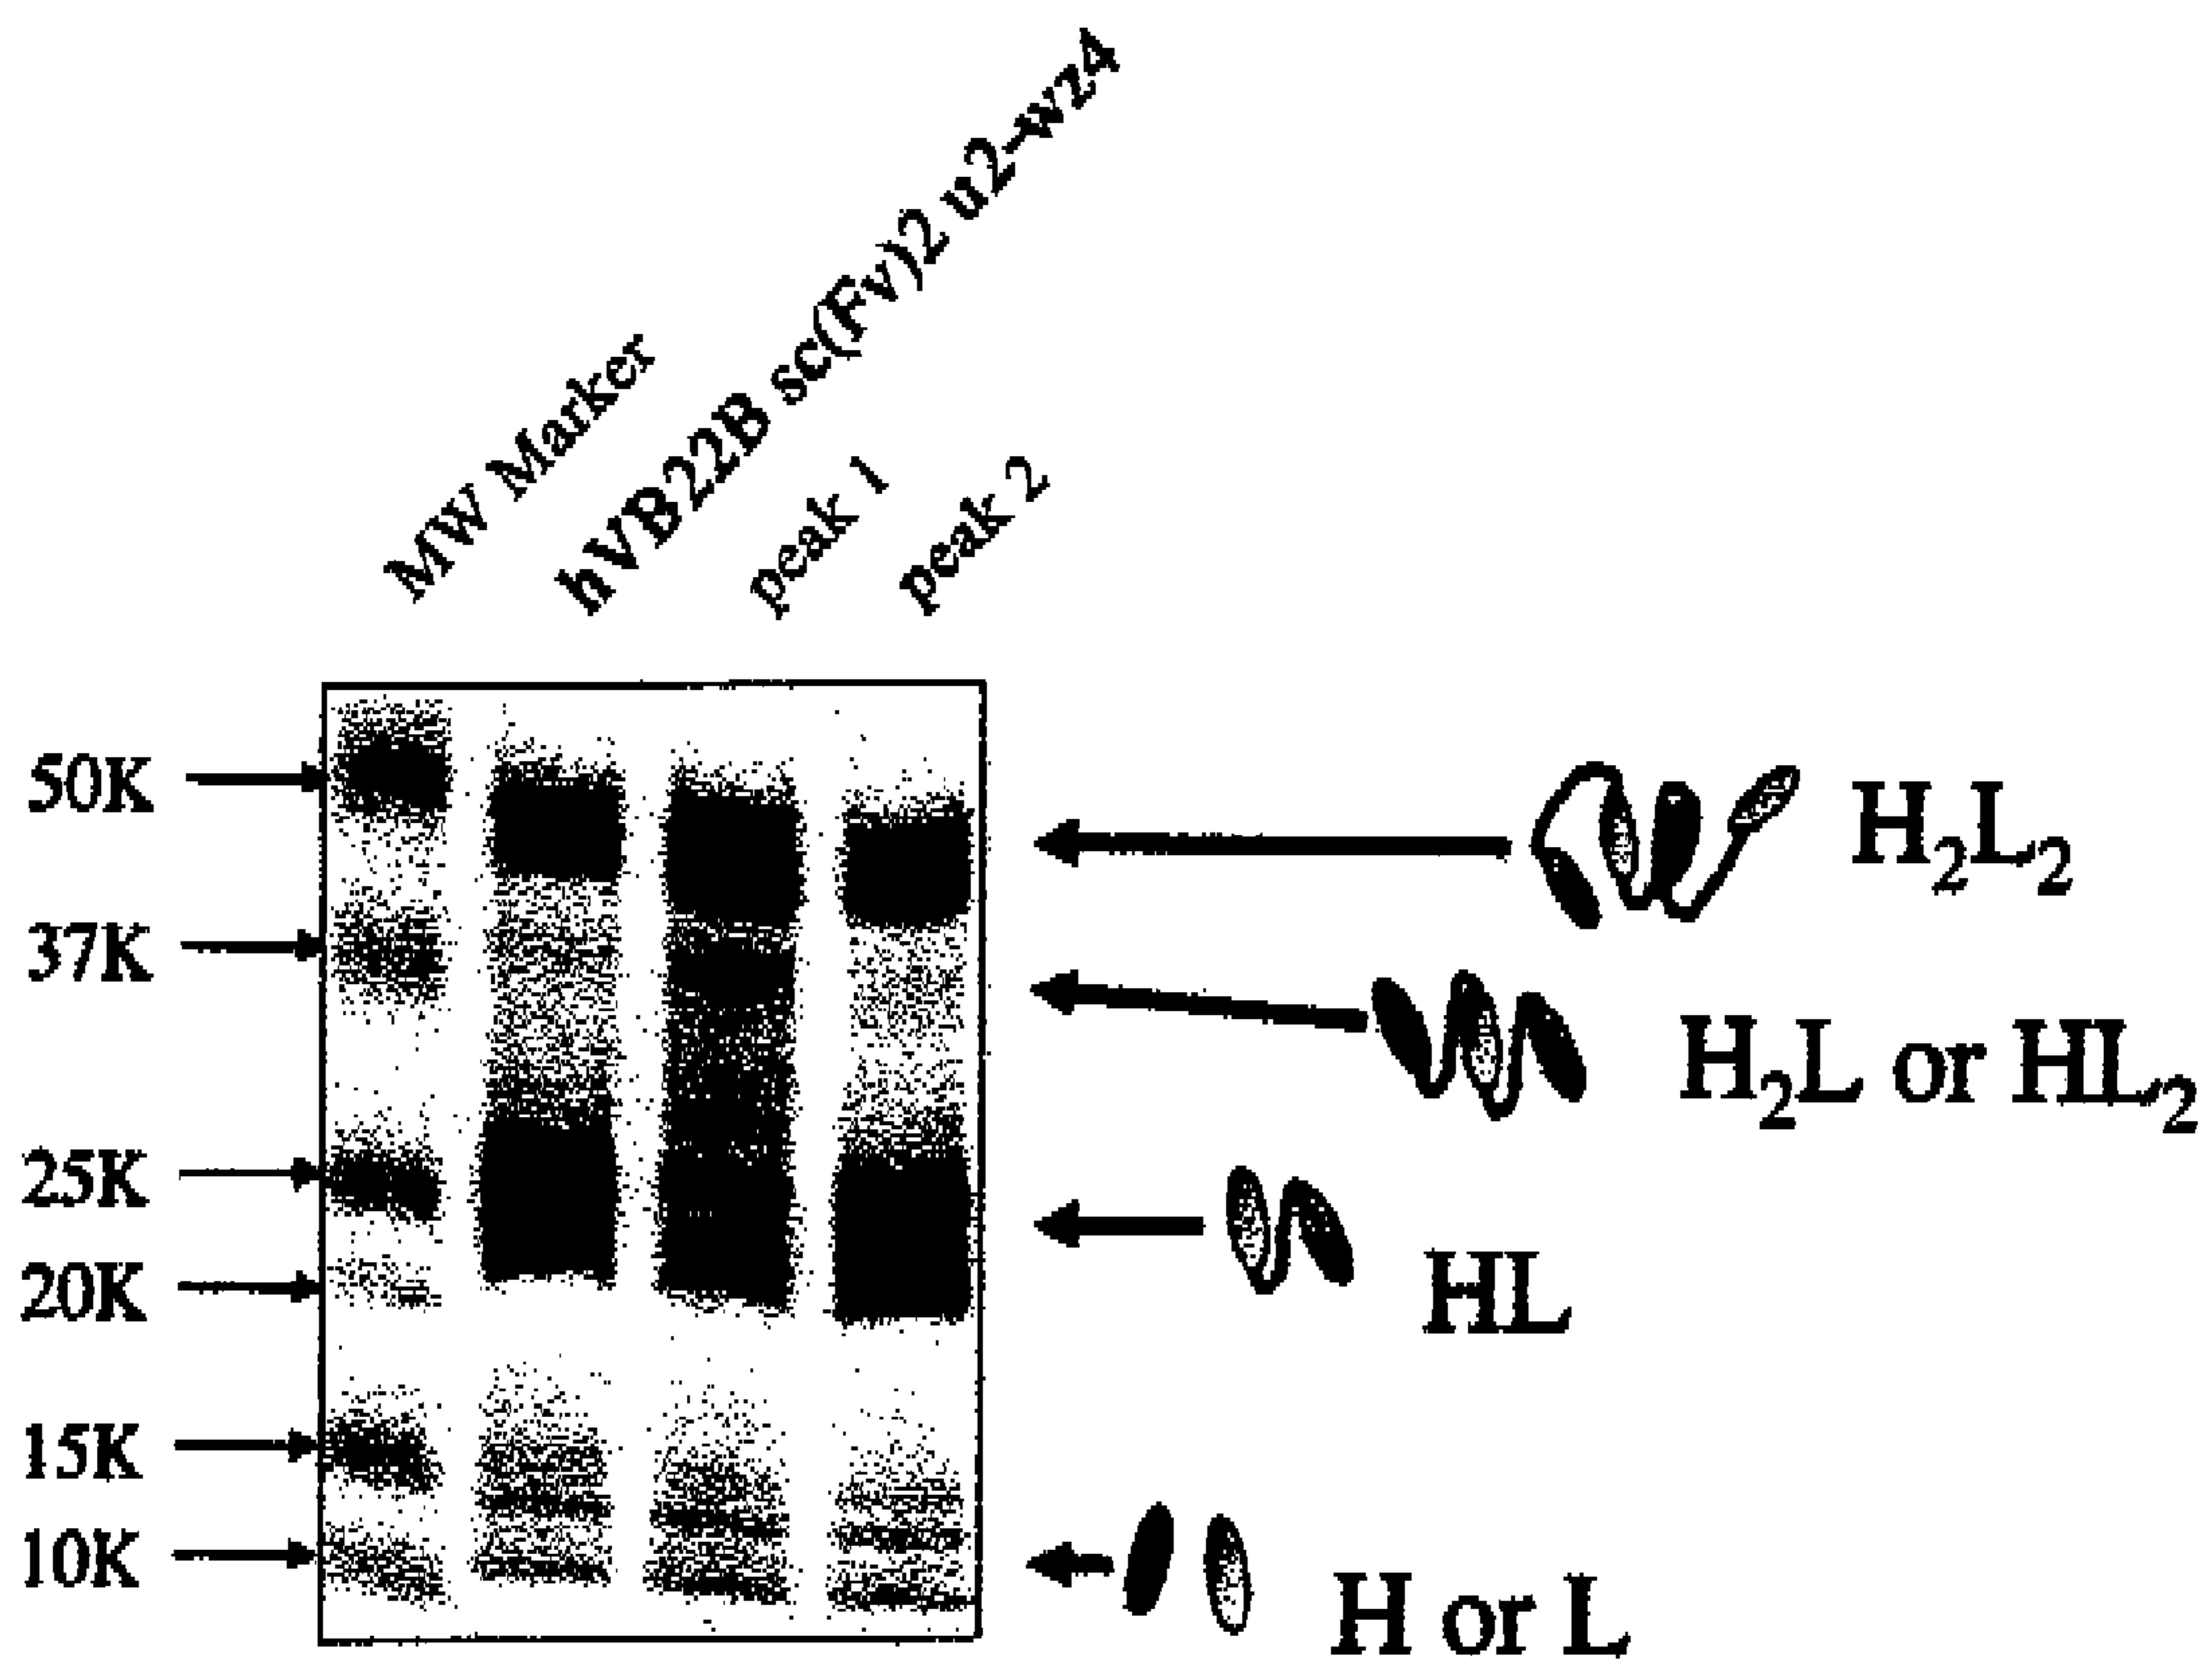 MW Marker
hVB22B sc(Fv)2 u2-wz4
peak 1
peak 2
50K
37K
25K
20K
15K
10K
H2L2
H2L or HL2
HL
H or L